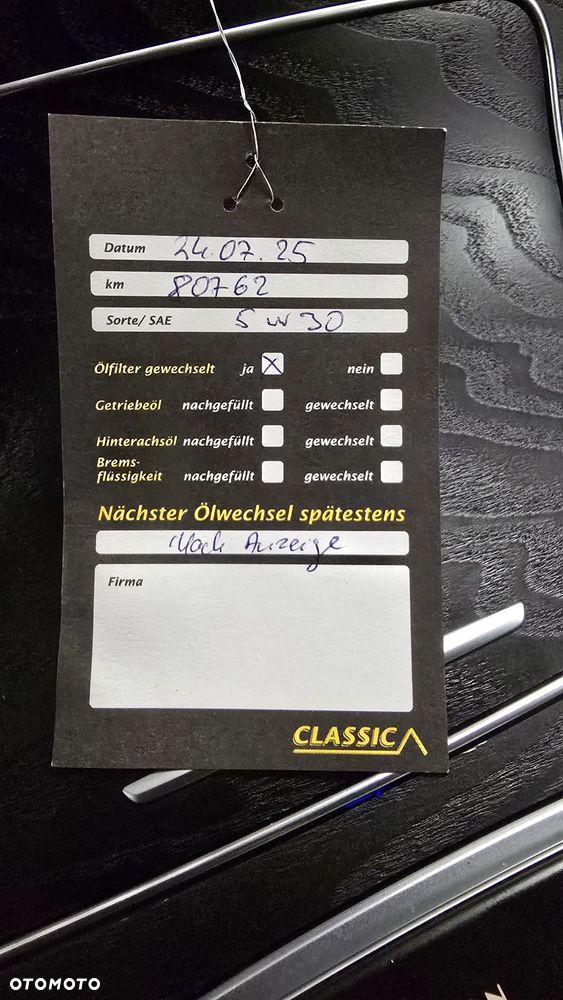 Datum 24.07.25
km 80762
Sorte/ SAE 5 w 30
Ölfilter gewechselt ja X nein
Getriebeöl nachgefüllt gewechselt
Hinterachsöl nachgefüllt gewechselt
Brems-
flüssigkeit nachgefüllt gewechselt
Nächster Ölwechsel spätestens
Nach Anzeige
Firma
CLASSIC
OTOMOTO